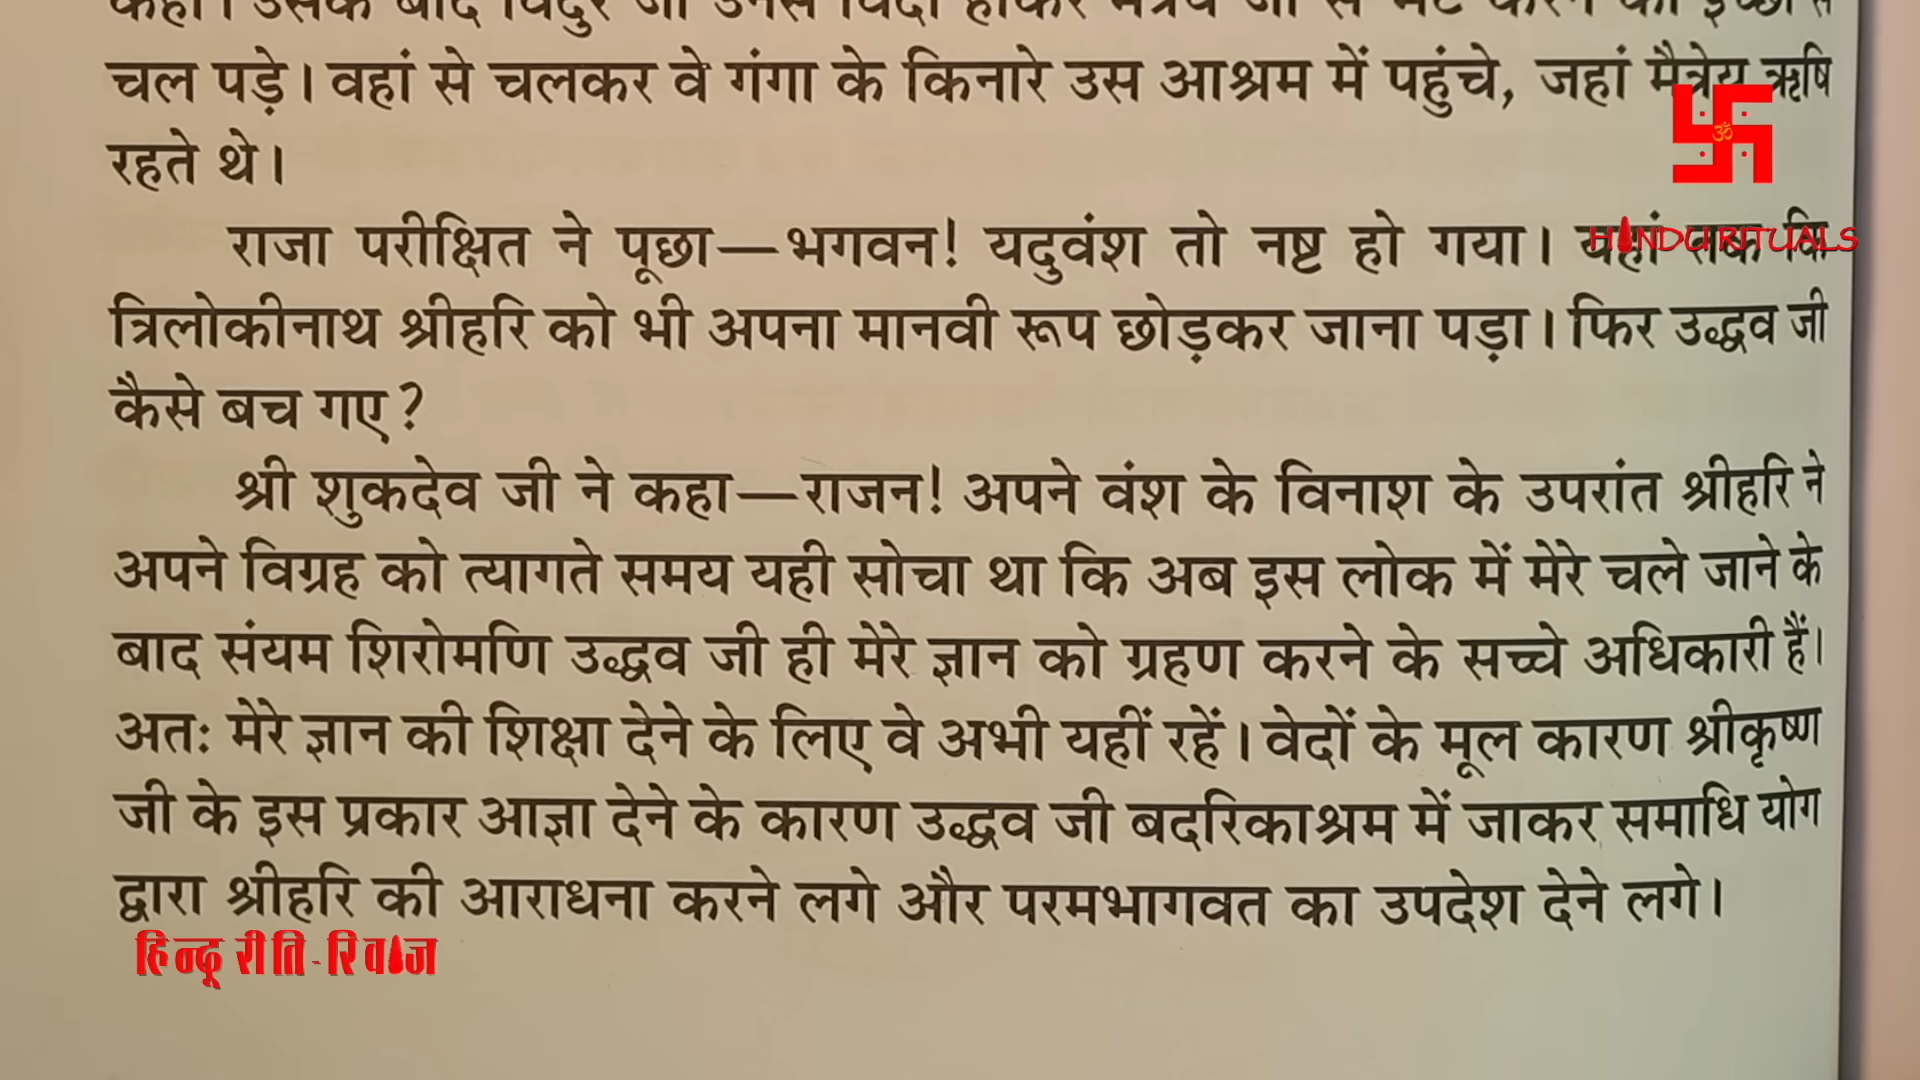 चल पड़े। वहां से चलकर वे गंगा के किनारे उस आश्रम में पहुंचे, जहां मैत्रेय ऋषि
रहते थे।
ॐ
राजा परीक्षित ने पूछा—भगवन! यदुवंश तो नष्ट हो गया। यहां तक कि
HINDU RITUALS
त्रिलोकीनाथ श्रीहरि को भी अपना मानवी रूप छोड़कर जाना पड़ा। फिर उद्धव जी
कैसे बच गए?
श्री शुकदेव जी ने कहा—राजन! अपने वंश के विनाश के उपरांत श्रीहरि ने
अपने विग्रह को त्यागते समय यही सोचा था कि अब इस लोक में मेरे चले जाने के
बाद संयम शिरोमणि उद्धव जी ही मेरे ज्ञान को ग्रहण करने के सच्चे अधिकारी हैं।
अतः मेरे ज्ञान की शिक्षा देने के लिए वे अभी यहीं रहें। वेदों के मूल कारण श्रीकृष्ण
जी के इस प्रकार आज्ञा देने के कारण उद्धव जी बदरिकाश्रम में जाकर समाधि योग
द्वारा श्रीहरि की आराधना करने लगे और परमभागवत का उपदेश देने लगे।
हिन्दू रीति-रिवाज